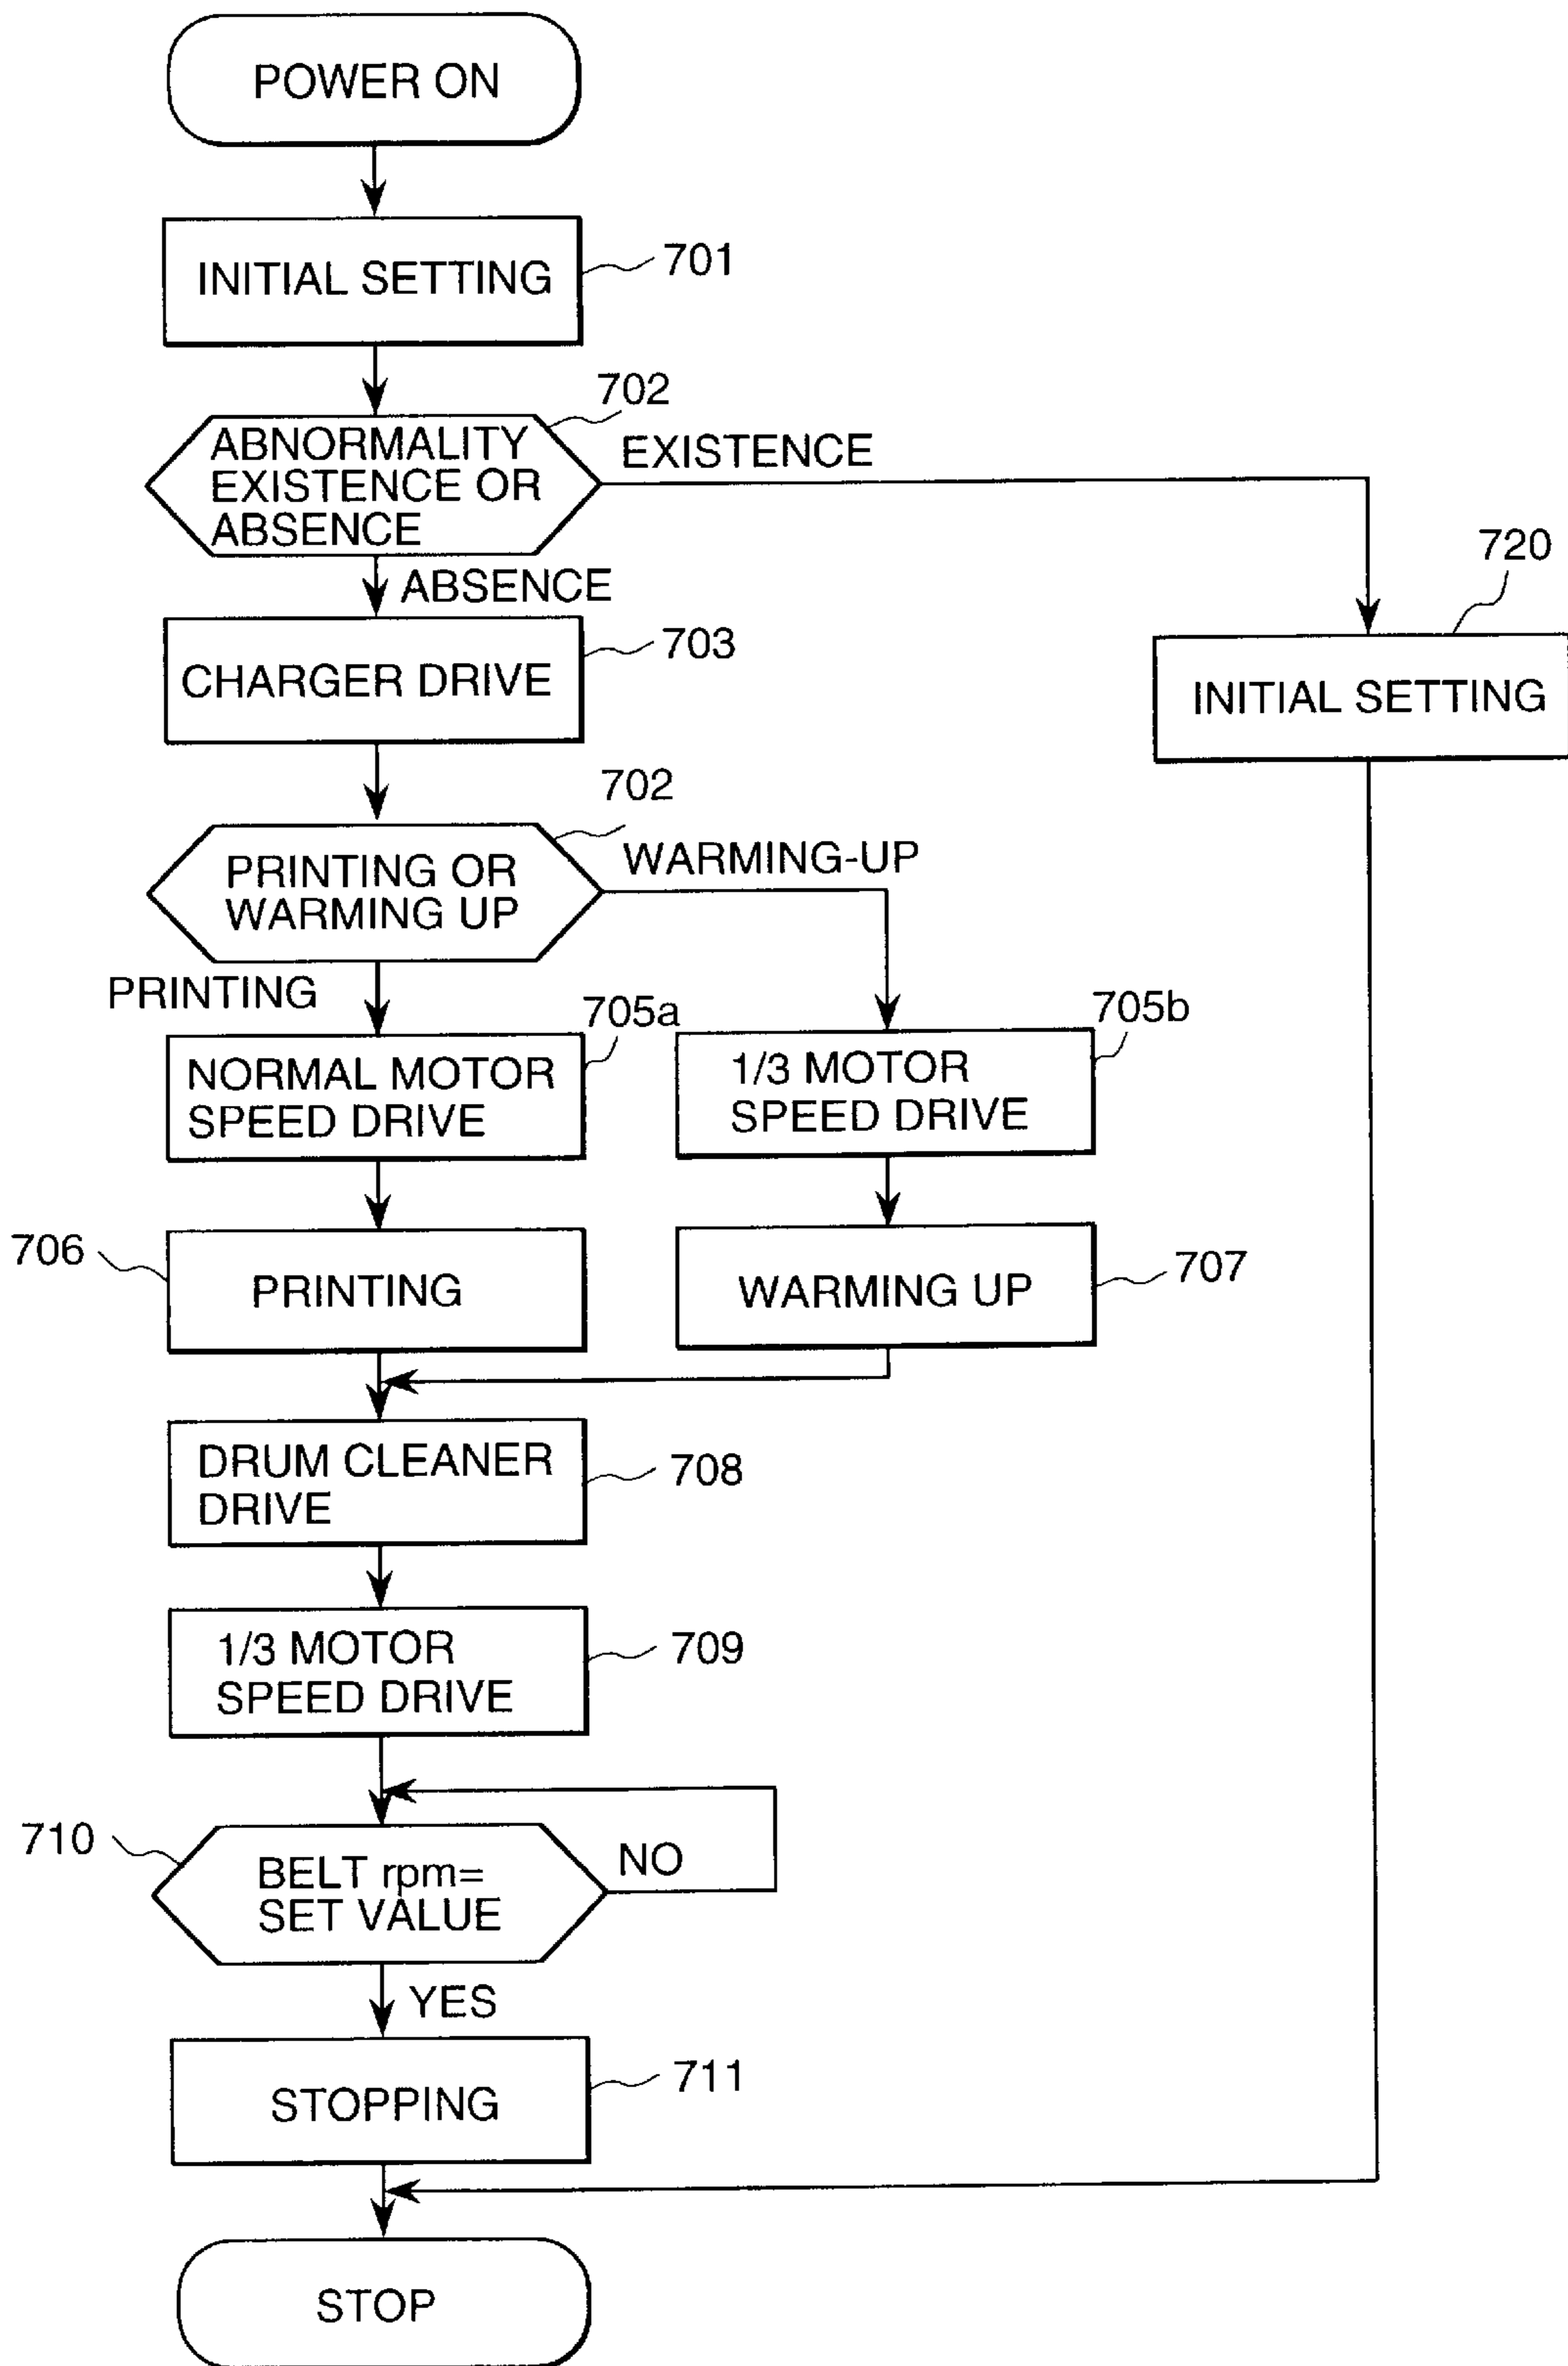 POWER ON
INITIAL SETTING
701
702
ABNORMALITY
EXISTENCE OR
ABSENCE
EXISTENCE
ABSENCE
720
INITIAL SETTING
703
CHARGER DRIVE
702
PRINTING OR
WARMING UP
WARMING-UP
PRINTING
705a
NORMAL MOTOR
SPEED DRIVE
705b
1/3 MOTOR
SPEED DRIVE
706
PRINTING
WARMING UP
707
DRUM CLEANER
DRIVE
708
1/3 MOTOR
SPEED DRIVE
709
710
BELT rpm=
SET VALUE
NO
YES
STOPPING
711
STOP